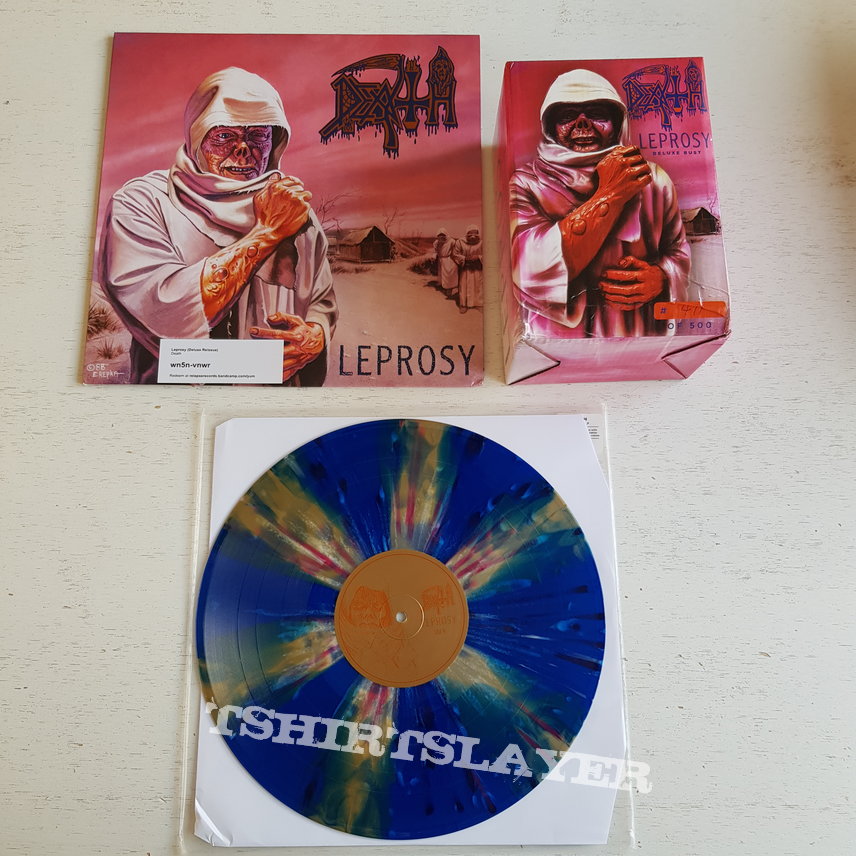 DEATH
LEPROSY
©88
Leprosy (Deluxe Reissue)
Death
wn5n-vnwr
Redeem at relapserecords.bandcamp.com/yum
DEATH
LEPROSY
DELUXE BUST
#
OF 500
LEPROSY
TSHIRTSLAYER